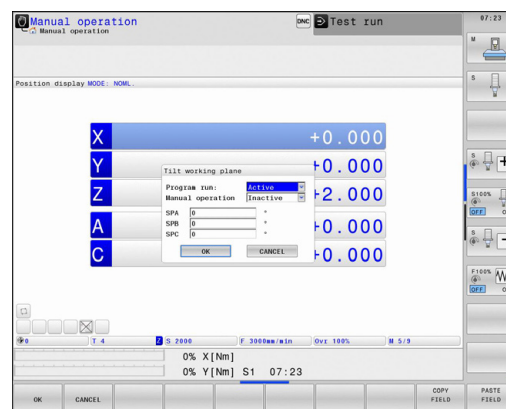 Manual operation
DNC
Test run
07:23
Manual operation
M
Position display MODE: NOML.
S
X +0.000
Y +0.000
Z +2.000
A +0.000
C +0.000
Tilt working plane
Program run: Active
Manual operation Inactive
SPA 0 °
SPB 0 °
SPC 0 °
OK CANCEL
S +
S100%
OFF
S -
F100% W
OFF
0 T 4 Z S 2000 F 3000mm/min Ovr 100% M 5/9
0% X[Nm]
0% Y[Nm] S1 07:23
OK CANCEL COPY FIELD PASTE FIELD